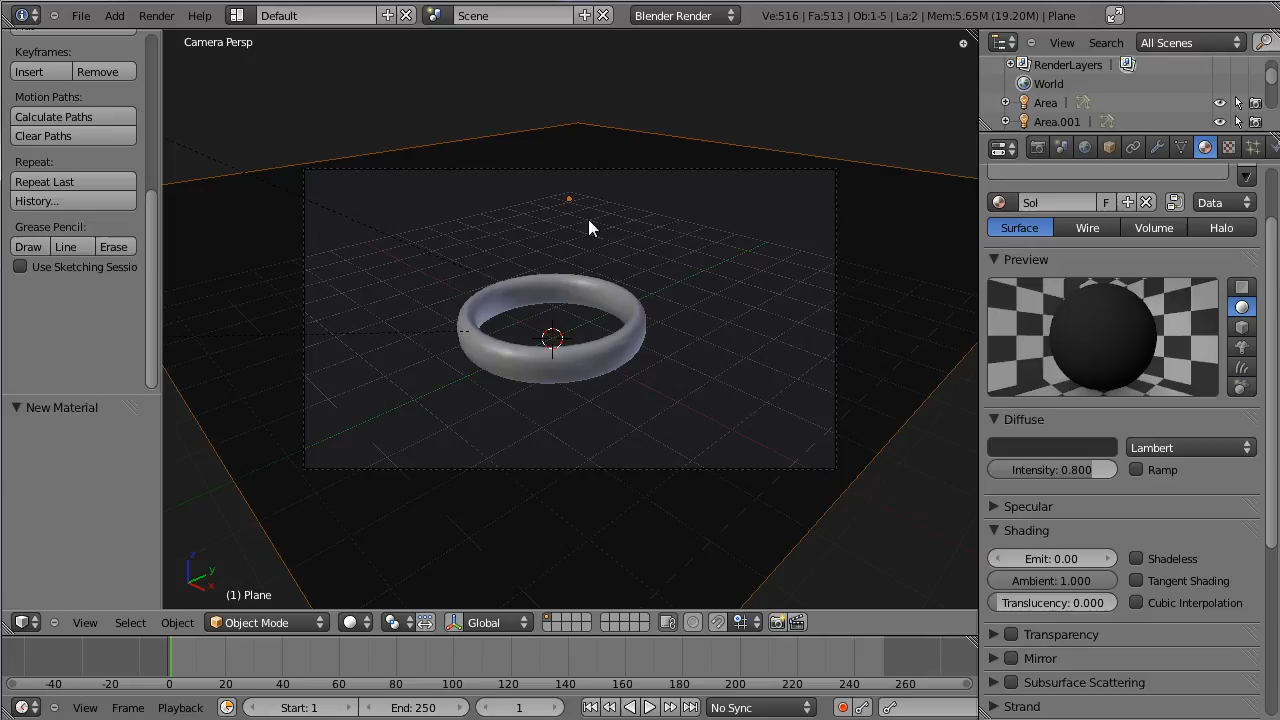 File Add Render Help Default Scene Blender Render Ve:516 | Fa:513 | Ob:1-5 | La:2 | Mem:5.65M (19.20M) | Plane
Keyframes:
Insert Remove
Motion Paths:
Calculate Paths
Clear Paths
Repeat:
Repeat Last
History...
Grease Pencil:
Draw Line Erase
Use Sketching Sessio
New Material
Camera Persp
(1) Plane
View Select Object Object Mode Global
-40 -20 0 20 40 60 80 100 120 140 160 180 200 220 240 260
View Frame Playback Start: 1 End: 250 1 No Sync
View Search All Scenes
RenderLayers |
World
Area |
Area.001 |
Sol F Data
Surface Wire Volume Halo
Preview
Diffuse
Lambert
Intensity: 0.800 Ramp
Specular
Shading
Emit: 0.00 Shadeless
Ambient: 1.000 Tangent Shading
Translucency: 0.000 Cubic Interpolation
Transparency
Mirror
Subsurface Scattering
Strand
z
y
x